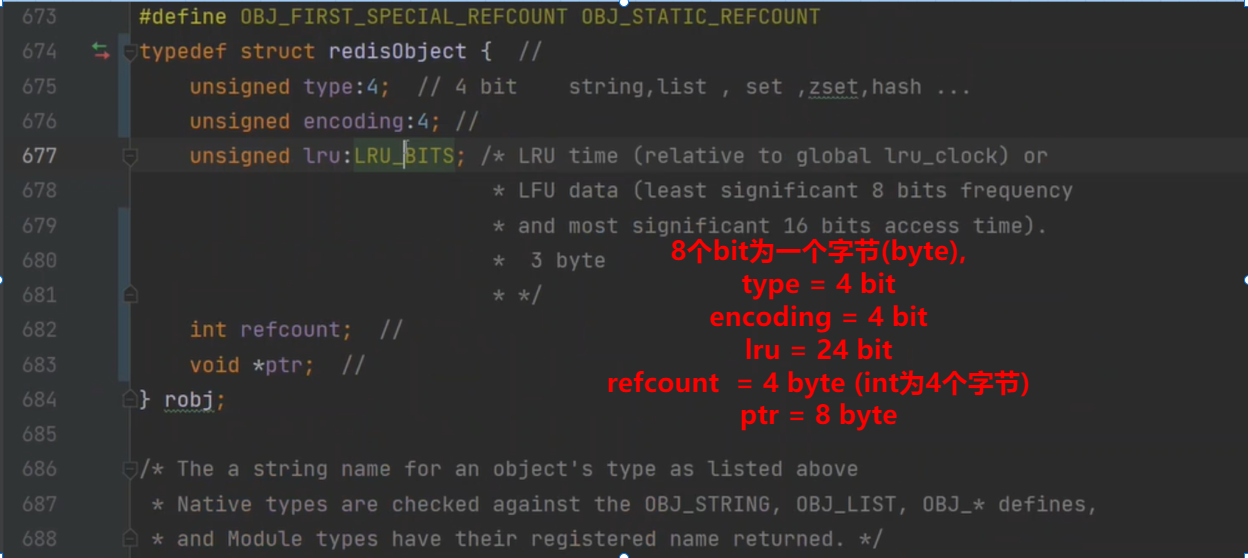 673 #define OBJ_FIRST_SPECIAL_REFCOUNT OBJ_STATIC_REFCOUNT
674 typedef struct redisObject { //
675 unsigned type:4; // 4 bit string,list , set ,zset,hash ...
676 unsigned encoding:4; //
677 unsigned lru:LRU_BITS; /* LRU time (relative to global lru_clock) or
678 * LFU data (least significant 8 bits frequency
679 * and most significant 16 bits access time).
8个bit为一个字节(byte),
680 * 3 byte
type = 4 bit
681 * */
encoding = 4 bit
682 int refcount; //
lru = 24 bit
683 void *ptr; //
refcount = 4 byte (int为4个字节)
684 } robj;
ptr = 8 byte
685
686 /* The a string name for an object's type as listed above
687 * Native types are checked against the OBJ_STRING, OBJ_LIST, OBJ_* defines,
688 * and Module types have their registered name returned. */